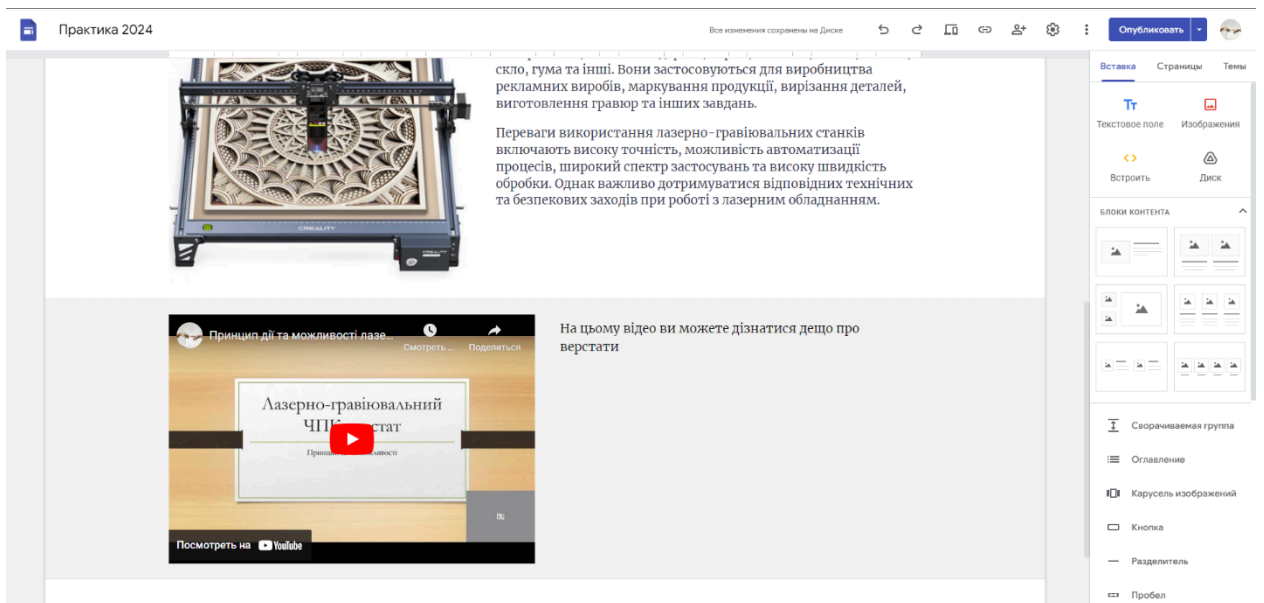 Практика 2024
Все изменения сохранены на Диске
Опубликовать
скло, гума та інші. Вони застосовуються для виробництва
рекламних виробів, маркування продукції, вирізання деталей,
виготовлення гравюр та інших завдань.
Переваги використання лазерно-гравіювальних станків
включають високу точність, можливість автоматизації
процесів, широкий спектр застосувань та високу швидкість
обробки. Однак важливо дотримуватися відповідних технічних
та безпекових заходів при роботі з лазерним обладнанням.
CREALITY
Принцип дії та можливості лазе...
Смотреть ...
Поделиться
Лазерно-гравіювальний
Посмотреть на YouTube
На цьому відео ви можете дізнатися дещо про
верстати
Вставка
Страницы
Темы
Текстовое поле
Изображения
Встроить
Диск
БЛОКИ КОНТЕНТА
Сворачиваемая группа
Оглавление
Карусель изображений
Кнопка
Разделитель
Пробел